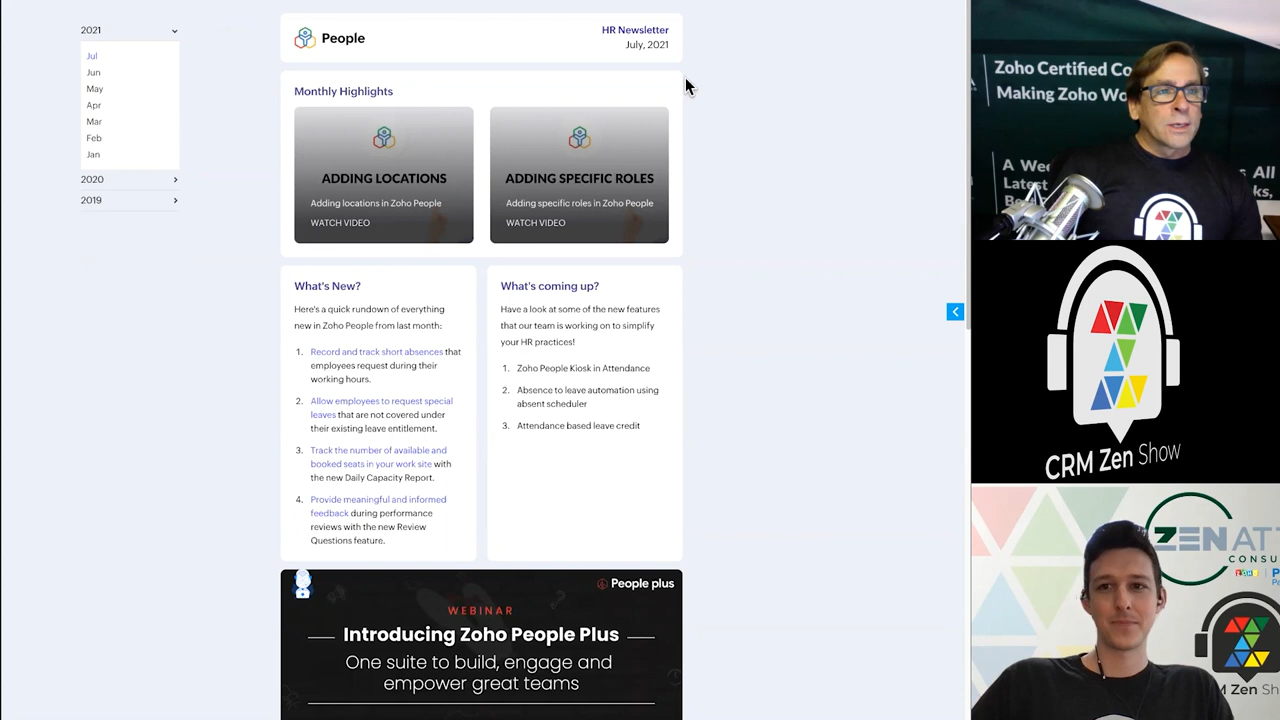 2021
Jul
Jun
May
Apr
Mar
Feb
Jan
2020
2019
People
HR Newsletter
July, 2021
Monthly Highlights
ADDING LOCATIONS
Adding locations in Zoho People
WATCH VIDEO
ADDING SPECIFIC ROLES
Adding specific roles in Zoho People
WATCH VIDEO
What's New?
Here's a quick rundown of everything
new in Zoho People from last month:
1. Record and track short absences that
employees request during their
working hours.
2. Allow employees to request special
leaves that are not covered under
their existing leave entitlement.
3. Track the number of available and
booked seats in your work site with
the new Daily Capacity Report.
4. Provide meaningful and informed
feedback during performance
reviews with the new Review
Questions feature.
What's coming up?
Have a look at some of the new features
that our team is working on to simplify
your HR practices!
1. Zoho People Kiosk in Attendance
2. Absence to leave automation using
absent scheduler
3. Attendance based leave credit
People plus
WEBINAR
Introducing Zoho People Plus
One suite to build, engage and
empower great teams
Zoho Certified Co
Making Zoho Wo
A Wee
All
Latest
CRM Zen Show
ZEN ATT
CONSU
M Zen Sh